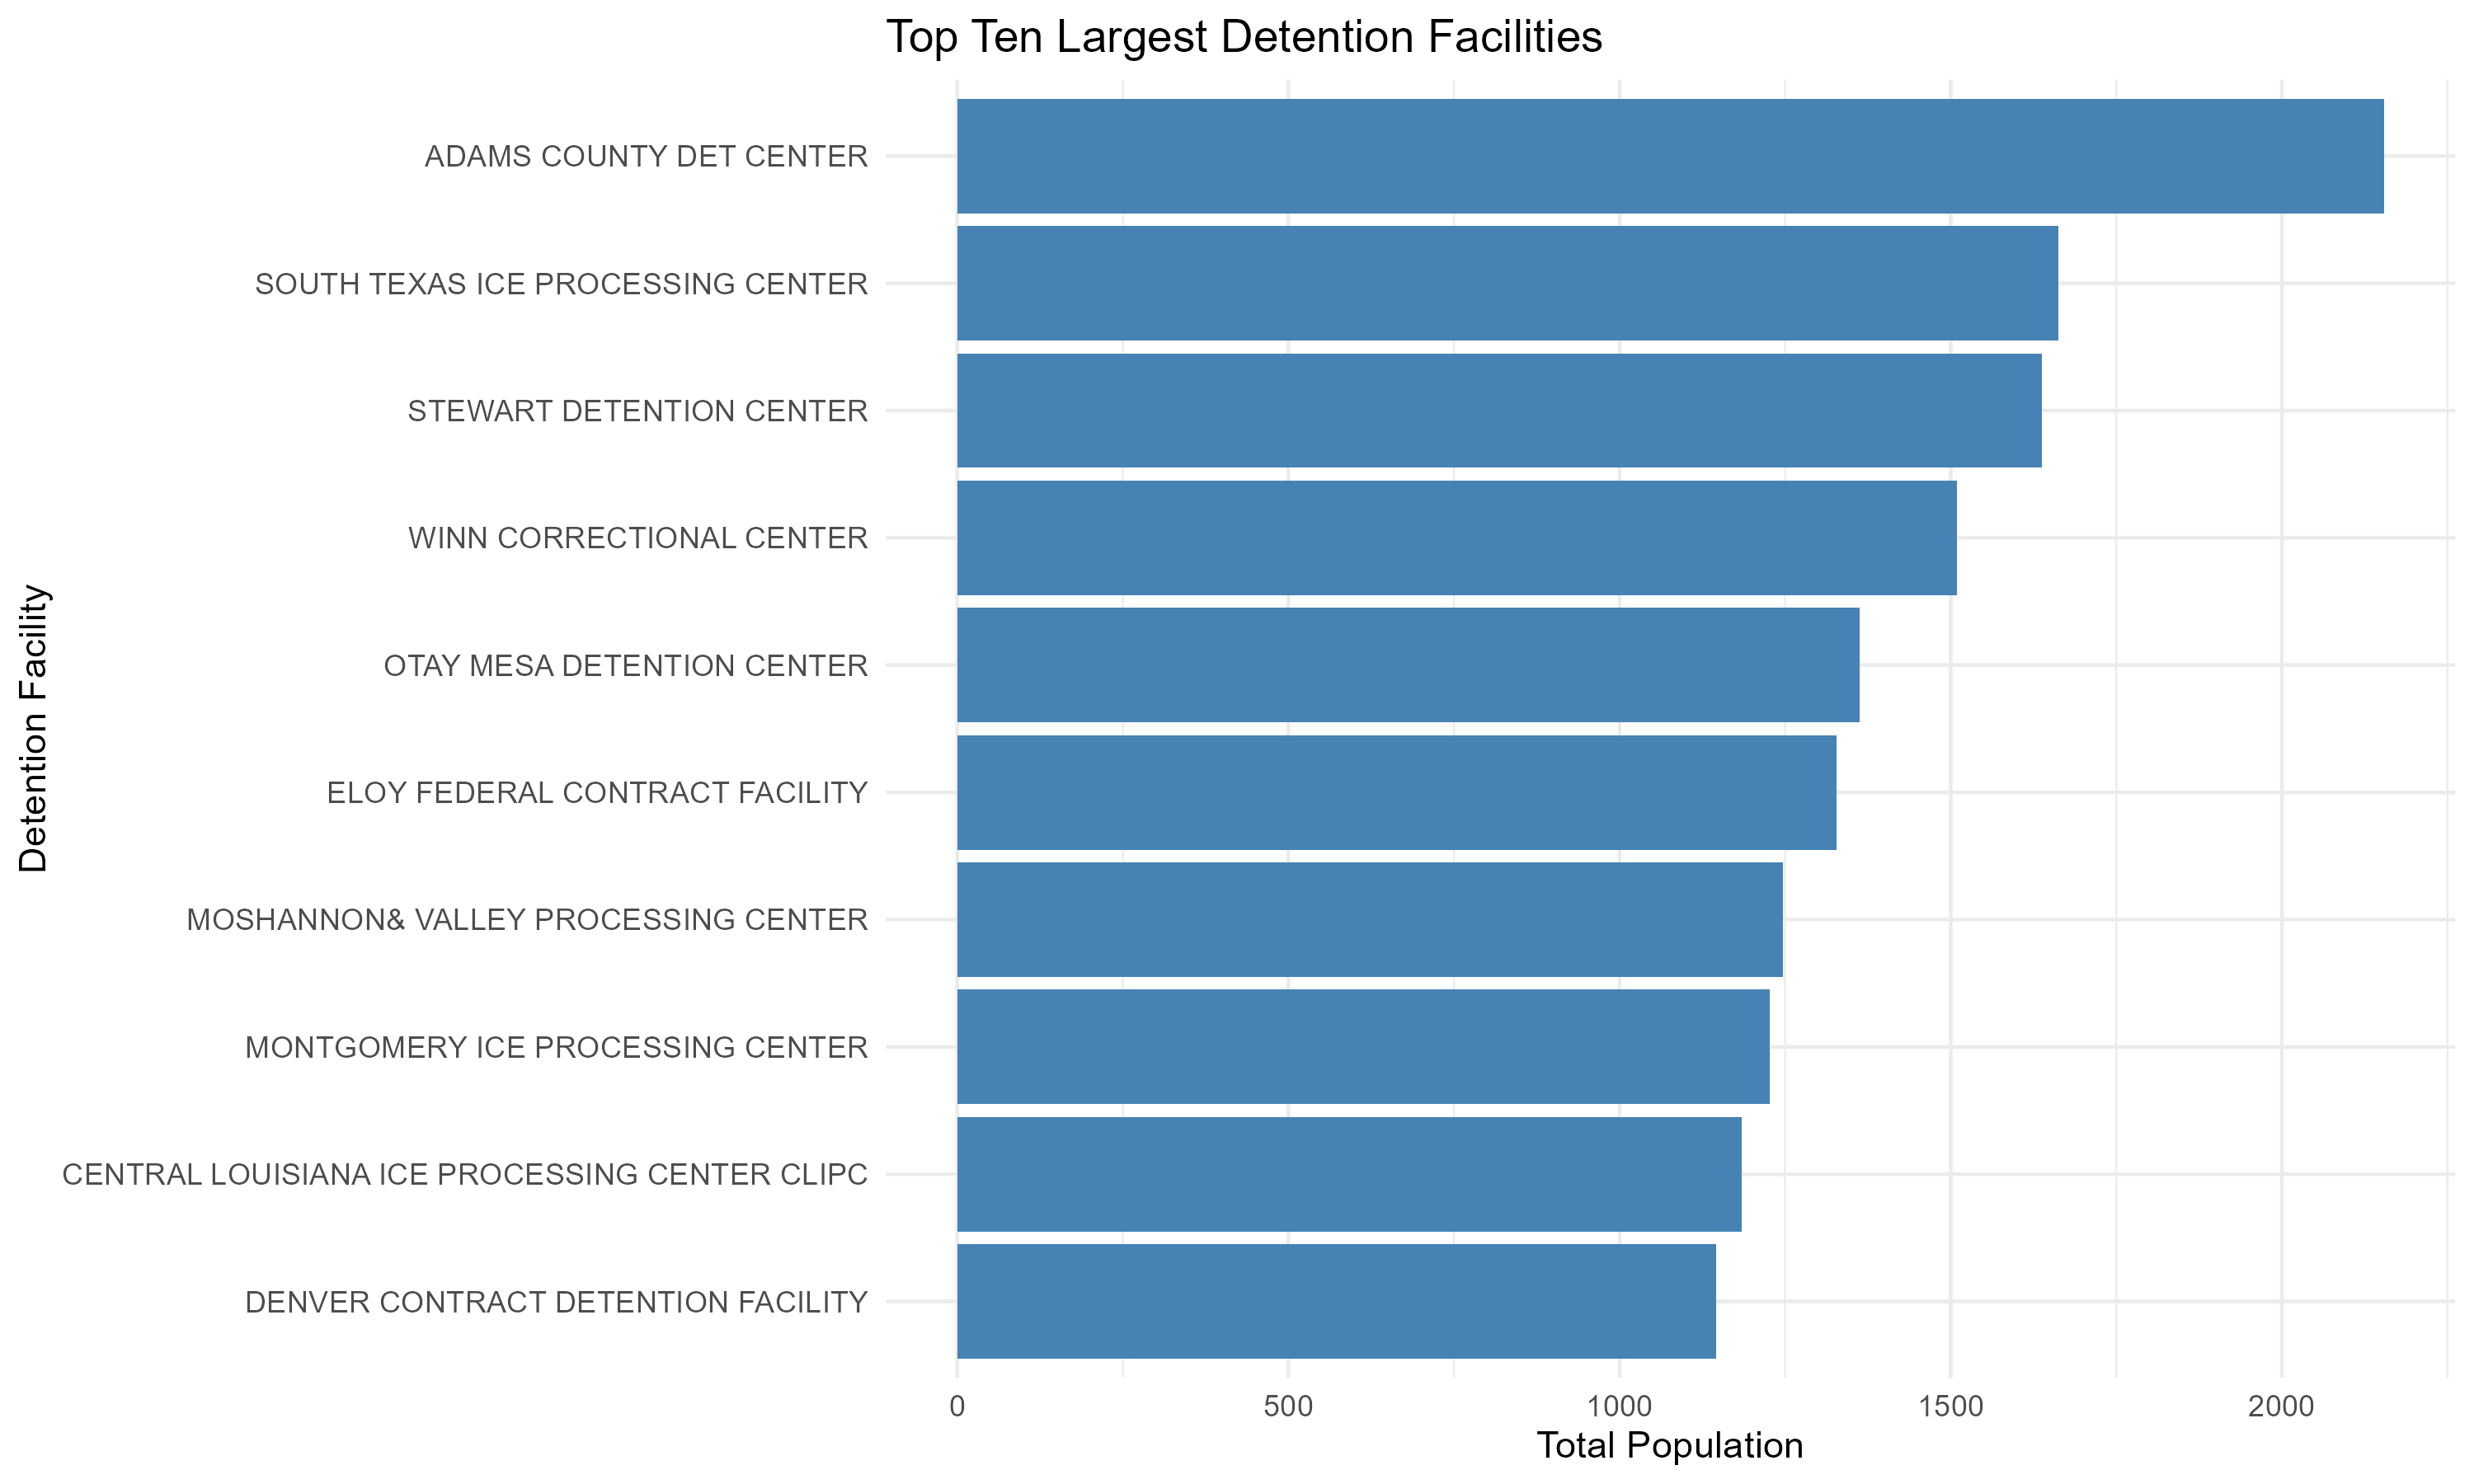 Top Ten Largest Detention Facilities
Detention Facility
ADAMS COUNTY DET CENTER
SOUTH TEXAS ICE PROCESSING CENTER
STEWART DETENTION CENTER
WINN CORRECTIONAL CENTER
OTAY MESA DETENTION CENTER
ELOY FEDERAL CONTRACT FACILITY
MOSHANNON& VALLEY PROCESSING CENTER
MONTGOMERY ICE PROCESSING CENTER
CENTRAL LOUISIANA ICE PROCESSING CENTER CLIPC
DENVER CONTRACT DETENTION FACILITY
0 500 1000 1500 2000
Total Population